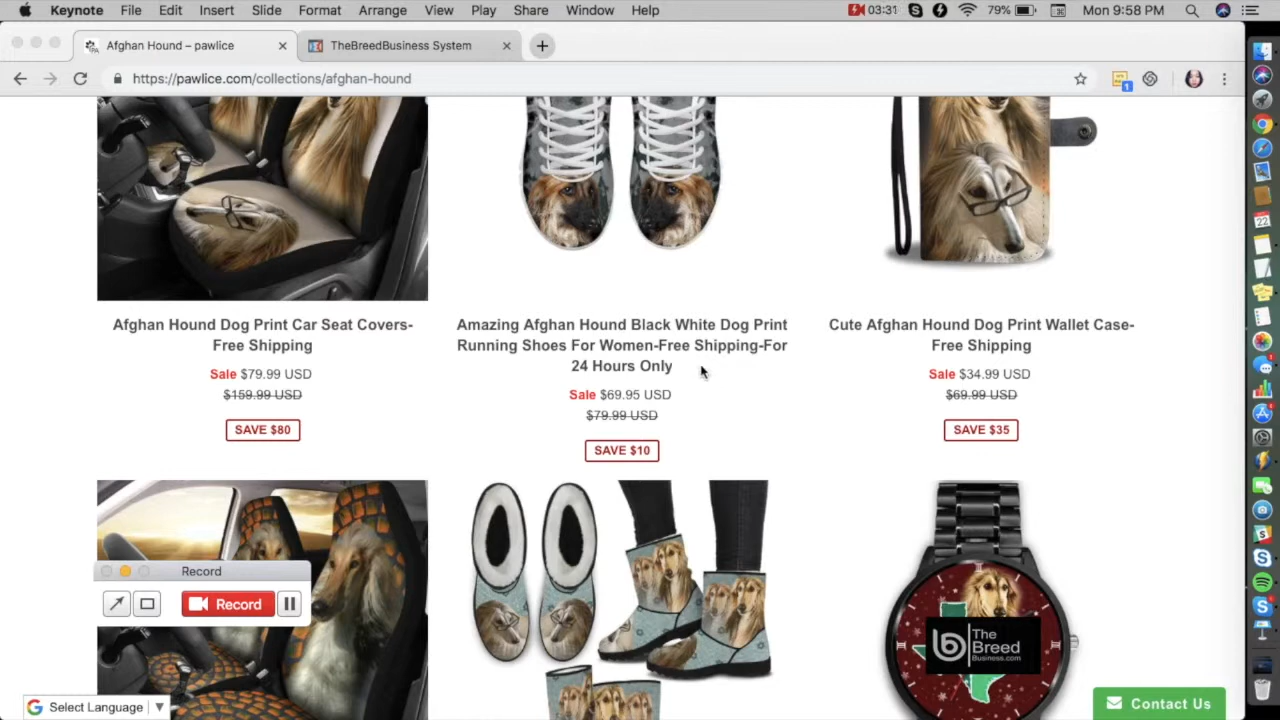 Keynote File Edit Insert Slide Format Arrange View Play Share Window Help 03:31 79% Mon 9:58 PM
Afghan Hound – pawlice
TheBreedBusiness System
https://pawlice.com/collections/afghan-hound
1
22
Afghan Hound Dog Print Car Seat Covers-
Free Shipping
Sale $79.99 USD
$159.99 USD
SAVE $80
Amazing Afghan Hound Black White Dog Print
Running Shoes For Women-Free Shipping-For
24 Hours Only
Sale $69.95 USD
$79.99 USD
SAVE $10
Cute Afghan Hound Dog Print Wallet Case-
Free Shipping
Sale $34.99 USD
$69.99 USD
SAVE $35
Record
Record
b The
Breed
Business.com
Select Language
Contact Us